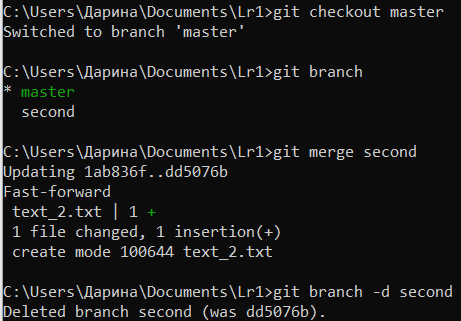 C:\Users\Дарина\Documents\Lr1>git checkout master
Switched to branch 'master'
C:\Users\Дарина\Documents\Lr1>git branch
* master
  second
C:\Users\Дарина\Documents\Lr1>git merge second
Updating 1ab836f..dd5076b
Fast-forward
 text_2.txt | 1 +
 1 file changed, 1 insertion(+)
 create mode 100644 text_2.txt
C:\Users\Дарина\Documents\Lr1>git branch -d second
Deleted branch second (was dd5076b).